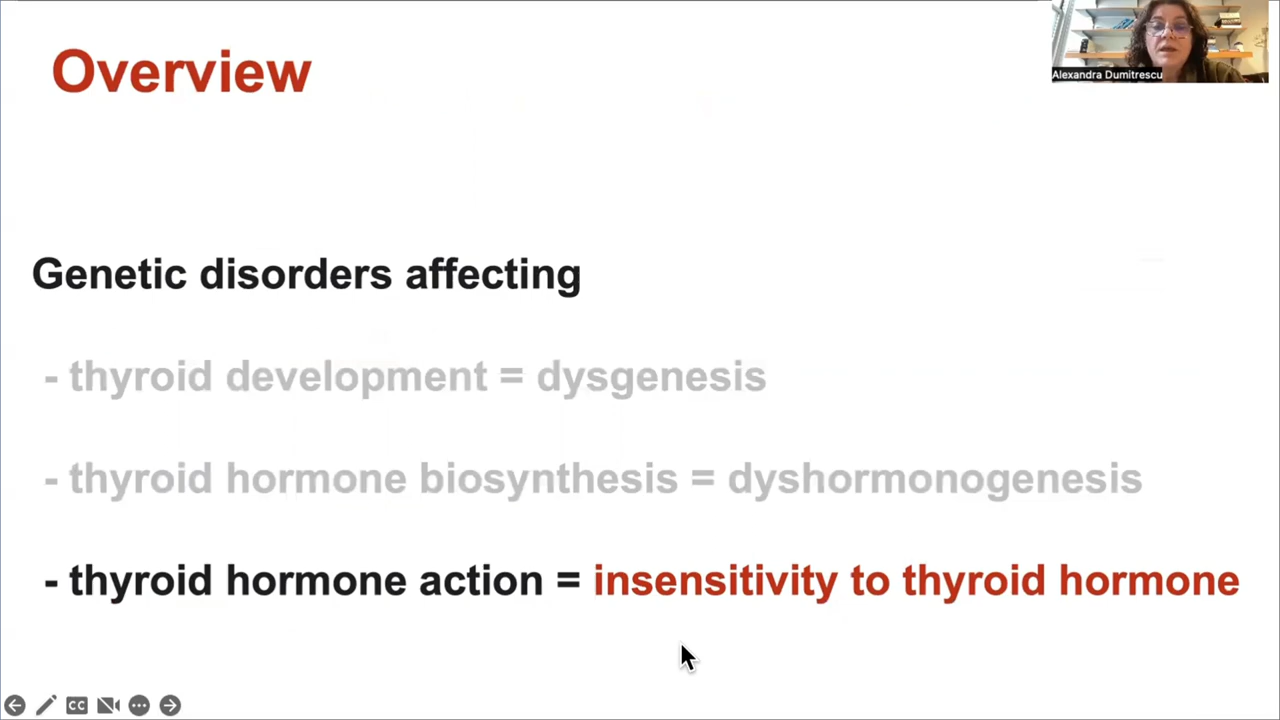 Overview
Alexandra Dumitrescu
Genetic disorders affecting
- thyroid development = dysgenesis
- thyroid hormone biosynthesis = dyshormonogenesis
- thyroid hormone action = insensitivity to thyroid hormone
CC